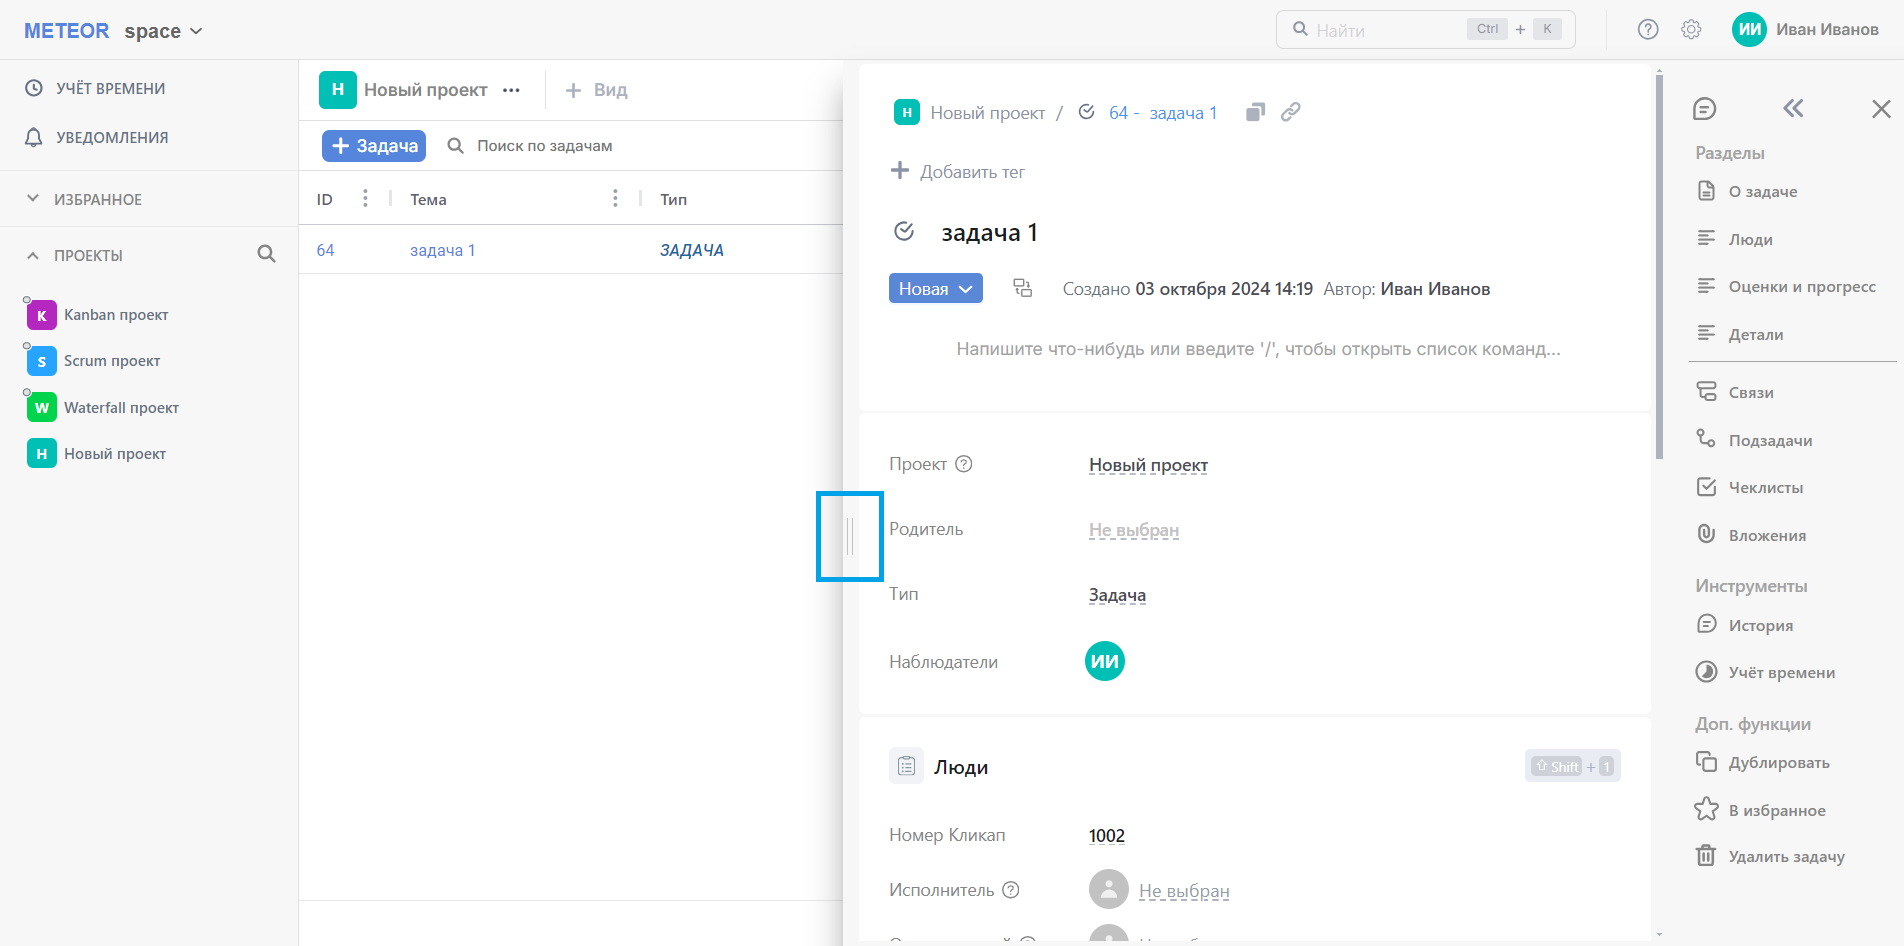 METEOR space
Найти Ctrl + K
ИИ Иван Иванов
УЧЁТ ВРЕМЕНИ
УВЕДОМЛЕНИЯ
ИЗБРАННОЕ
ПРОЕКТЫ
K Kanban проект
S Scrum проект
W Waterfall проект
Н Новый проект
Н Новый проект ••• + Вид
+ Задача Поиск по задачам
ID Тема Тип
64 задача 1 ЗАДАЧА
Н Новый проект / 64 - задача 1
+ Добавить тег
задача 1
Новая Создано 03 октября 2024 14:19 Автор: Иван Иванов
Напишите что-нибудь или введите '/', чтобы открыть список команд...
Проект Новый проект
Родитель Не выбран
Тип Задача
Наблюдатели ИИ
Люди Shift + 1
Номер Кликап 1002
Исполнитель Не выбран
Разделы
О задаче
Люди
Оценки и прогресс
Детали
Связи
Подзадачи
Чеклисты
Вложения
Инструменты
История
Учёт времени
Доп. функции
Дублировать
В избранное
Удалить задачу